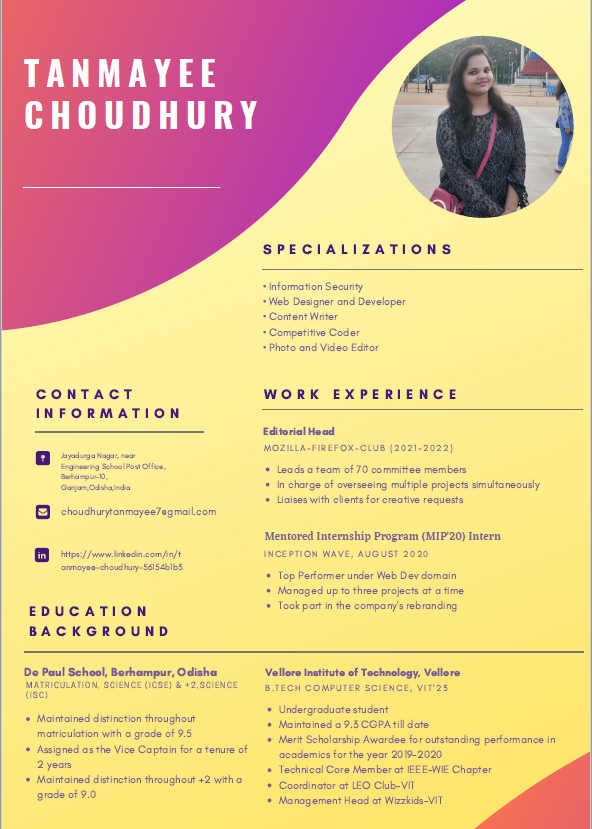 TANMAYEE
CHOUDHURY
SPECIALIZATIONS
• Information Security
• Web Designer and Developer
• Content Writer
• Competitive Coder
• Photo and Video Editor
CONTACT
INFORMATION
Jayadurga Nagar, near
Engineering School Post Office,
Berhampur-10,
Ganjam,Odisha,India
choudhurytanmayee7@gmail.com
in
https://www.linkedin.com/in/t
anmayee-choudhury-56154b1b3
WORK EXPERIENCE
Editorial Head
MOZILLA-FIREFOX-CLUB (2021-2022)
• Leads a team of 70 committee members
• In charge of overseeing multiple projects simultaneously
• Liaises with clients for creative requests
Mentored Internship Program (MIP'20) Intern
INCEPTION WAVE, AUGUST 2020
• Top Performer under Web Dev domain
• Managed up to three projects at a time
• Took part in the company's rebranding
EDUCATION
BACKGROUND
De Paul School, Berhampur, Odisha
MATRICULATION, SCIENCE (ICSE) & +2,SCIENCE
(ISC)
• Maintained distinction throughout
matriculation with a grade of 9.5
• Assigned as the Vice Captain for a tenure of
2 years
• Maintained distinction throughout +2 with a
grade of 9.0
Vellore Institute of Technology, Vellore
B.TECH COMPUTER SCIENCE, VIT'23
• Undergraduate student
• Maintained a 9.3 CGPA till date
• Merit Scholarship Awardee for outstanding performance in
academics for the year 2019-2020
• Technical Core Member at IEEE-WIE Chapter
• Coordinator at LEO Club-VIT
• Management Head at Wizzkids-VIT